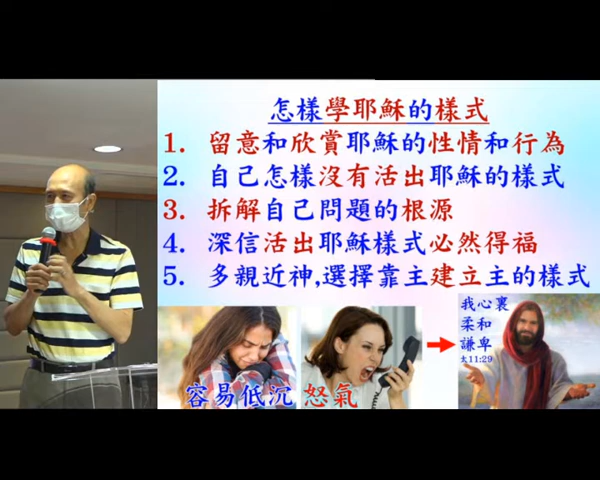 怎樣學耶穌的樣式
1. 留意和欣賞耶穌的性情和行為
2. 自己怎樣沒有活出耶穌的樣式
3. 拆解自己問題的根源
4. 深信活出耶穌樣式必然得福
5. 多親近神,選擇靠主建立主的樣式
容易低沉 怒氣
我心裏
柔和
謙卑
太11:29